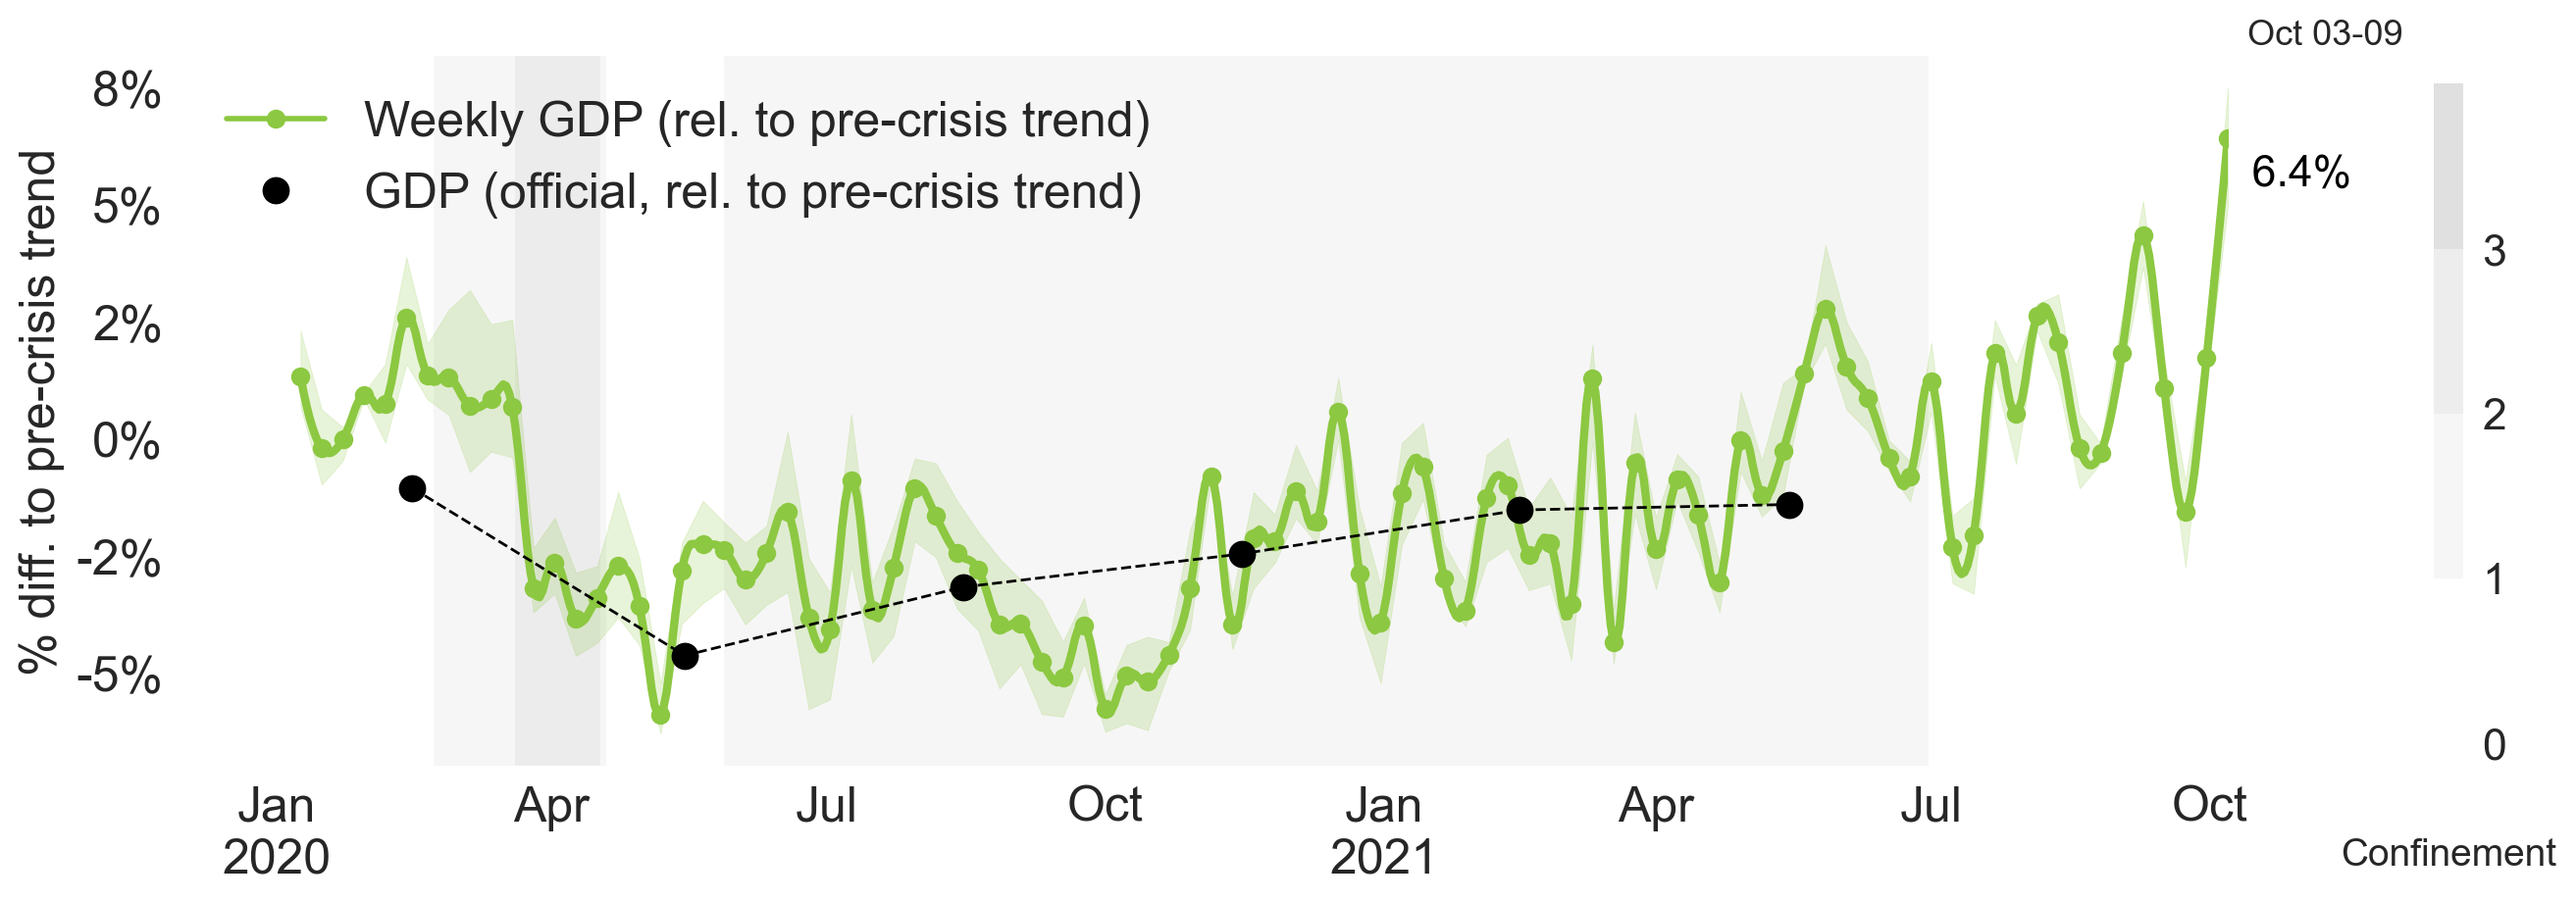 Oct 03-09
8%
5%
2%
0%
-2%
-5%
% diff. to pre-crisis trend
Weekly GDP (rel. to pre-crisis trend)
GDP (official, rel. to pre-crisis trend)
6.4%
3
2
1
0
Jan Apr Jul Oct Jan Apr Jul Oct
2020 2021
Confinement